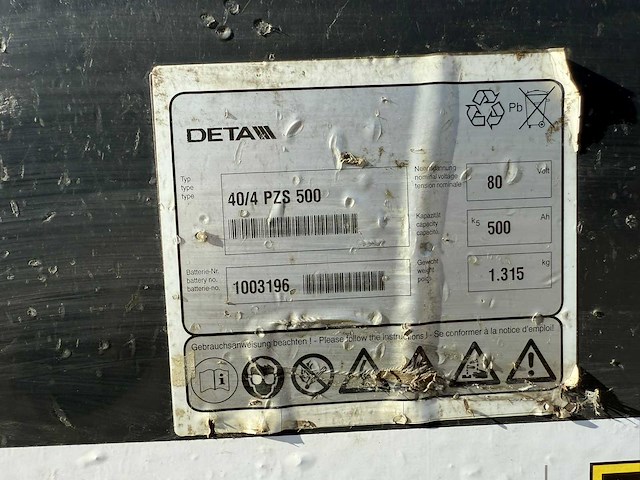 DETA
Pb
Typ
type
type
40/4 PZS 500
Nennspannung
nominal voltage
tension nominale
80
Volt
Kapazität
capacity
capacité
K5
500
Ah
Batterie-Nr.
battery no.
batterie-no.
1003196
Gewicht
weight
poids
1.315
kg
Gebrauchsanweisung beachten ! - Please follow the instructions ! - Se conformer à la notice d'emploi!
i